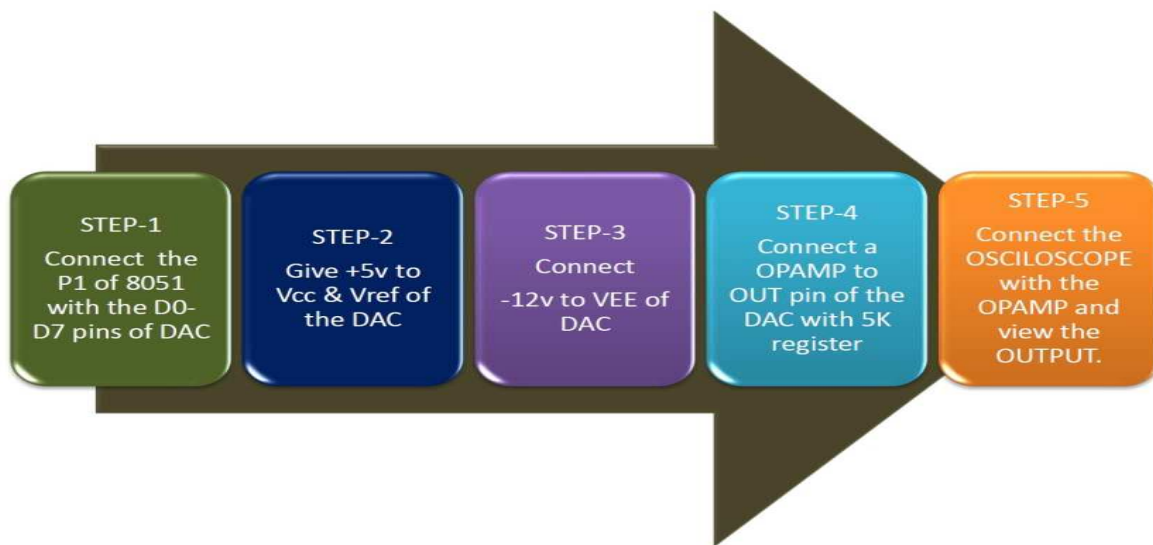 STEP-1
Connect the
P1 of 8051
with the D0-
D7 pins of DAC
STEP-2
Give +5v to
Vcc & Vref of
the DAC
STEP-3
Connect
-12v to VEE of
DAC
STEP-4
Connect a
OPAMP to
OUT pin of the
DAC with 5K
register
STEP-5
Connect the
OSCILOSCOPE
with the
OPAMP and
view the
OUTPUT.